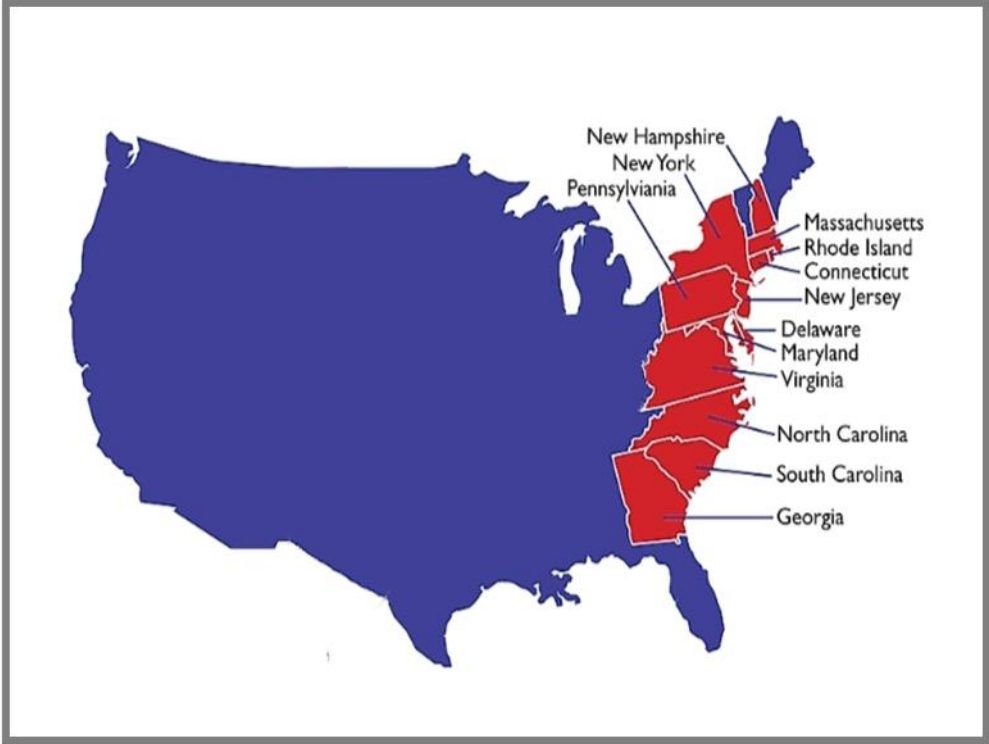 New Hampshire
New York
Pennsylviania
Massachusetts
Rhode Island
Connecticut
New Jersey
Delaware
Maryland
Virginia
North Carolina
South Carolina
Georgia